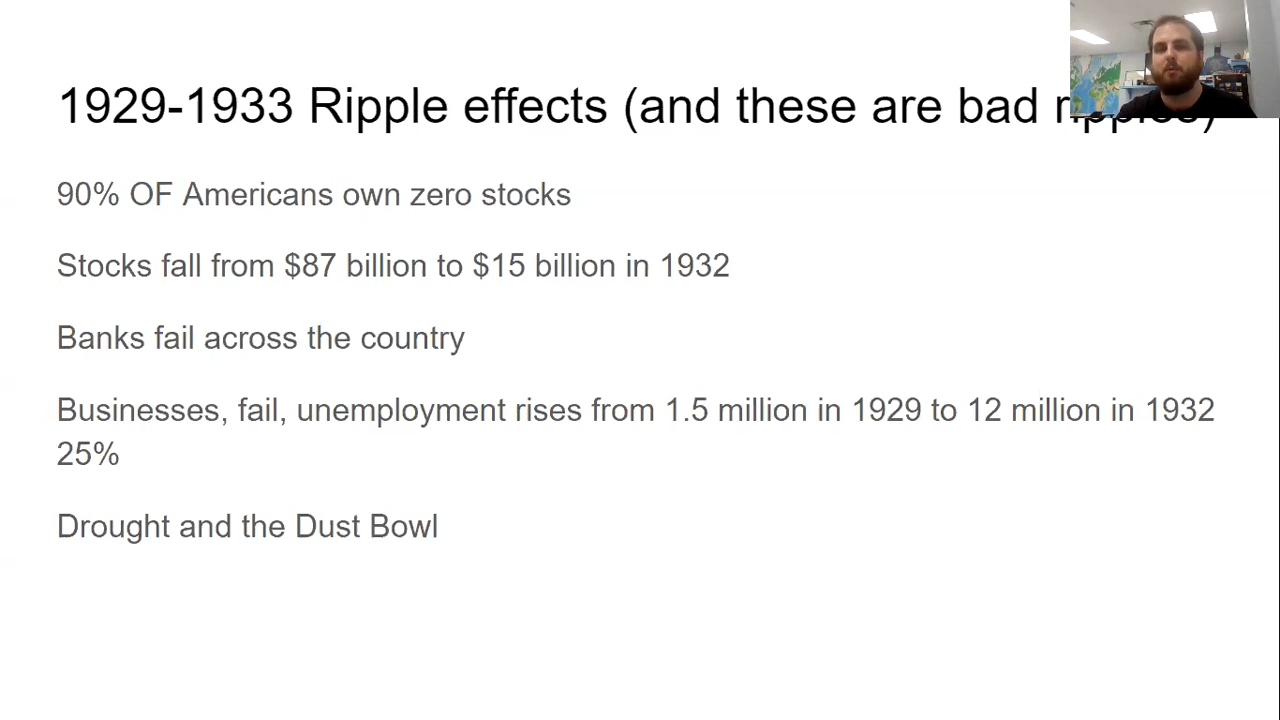 1929-1933 Ripple effects (and these are bad ripples)
90% OF Americans own zero stocks
Stocks fall from $87 billion to $15 billion in 1932
Banks fail across the country
Businesses, fail, unemployment rises from 1.5 million in 1929 to 12 million in 1932
25%
Drought and the Dust Bowl